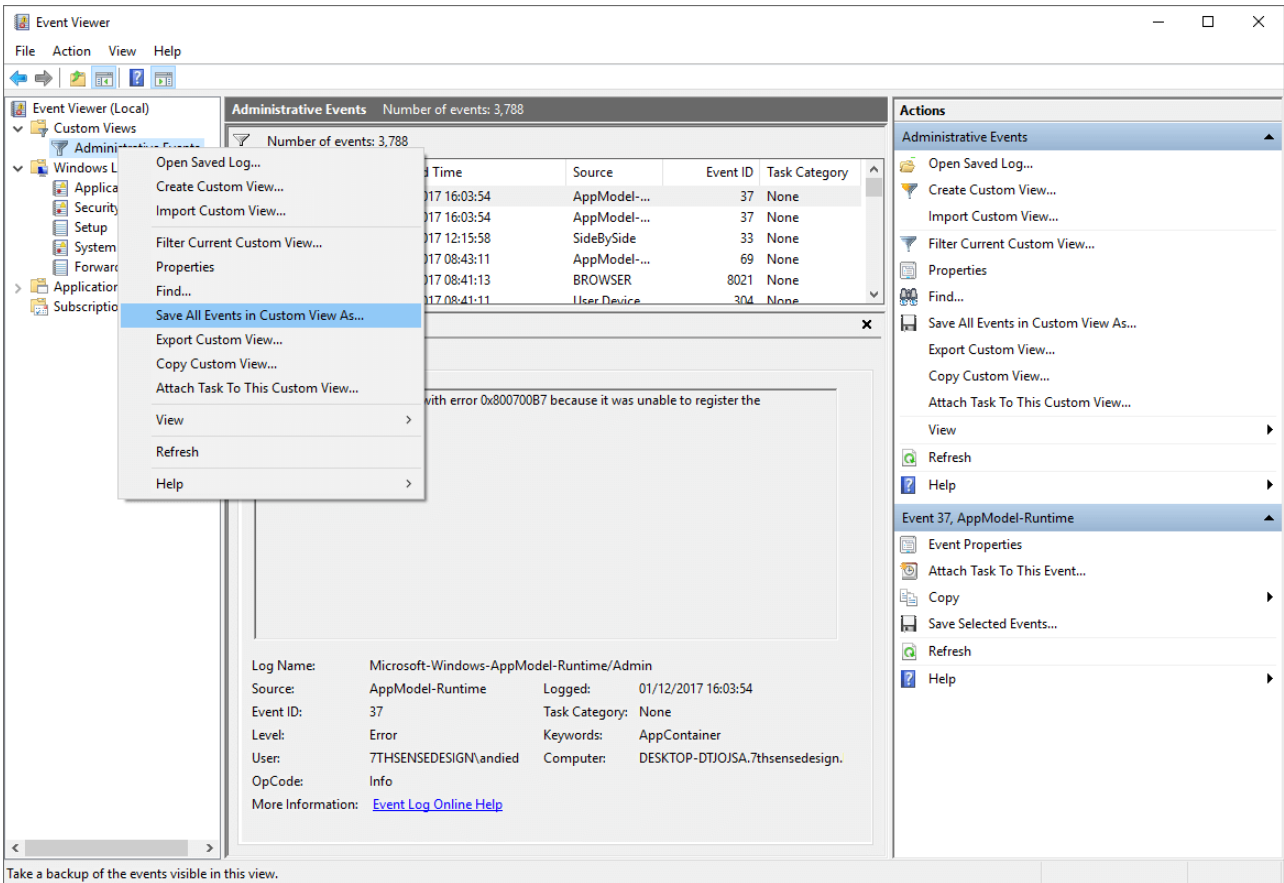 Event Viewer
File Action View Help
Event Viewer (Local)
Custom Views
Administrative Events
Windows L
Applica
Security
Setup
System
Forward
Application
Subscriptio
Open Saved Log...
Create Custom View...
Import Custom View...
Filter Current Custom View...
Properties
Find...
Save All Events in Custom View As...
Export Custom View...
Copy Custom View...
Attach Task To This Custom View...
View
Refresh
Help
Administrative Events Number of events: 3,788
Number of events: 3,788
d Time Source Event ID Task Category
017 16:03:54 AppModel-... 37 None
017 16:03:54 AppModel-... 37 None
017 12:15:58 SideBySide 33 None
017 08:43:11 AppModel-... 69 None
017 08:41:13 BROWSER 8021 None
017 08:41:11 User Device 304 None
with error 0x800700B7 because it was unable to register the
Log Name: Microsoft-Windows-AppModel-Runtime/Admin
Source: AppModel-Runtime Logged: 01/12/2017 16:03:54
Event ID: 37 Task Category: None
Level: Error Keywords: AppContainer
User: 7THSENSEDESIGN\andied Computer: DESKTOP-DTJOJSA.7thsensedesign.
OpCode: Info
More Information: Event Log Online Help
Actions
Administrative Events
Open Saved Log...
Create Custom View...
Import Custom View...
Filter Current Custom View...
Properties
Find...
Save All Events in Custom View As...
Export Custom View...
Copy Custom View...
Attach Task To This Custom View...
View
Refresh
Help
Event 37, AppModel-Runtime
Event Properties
Attach Task To This Event...
Copy
Save Selected Events...
Refresh
Help
Take a backup of the events visible in this view.